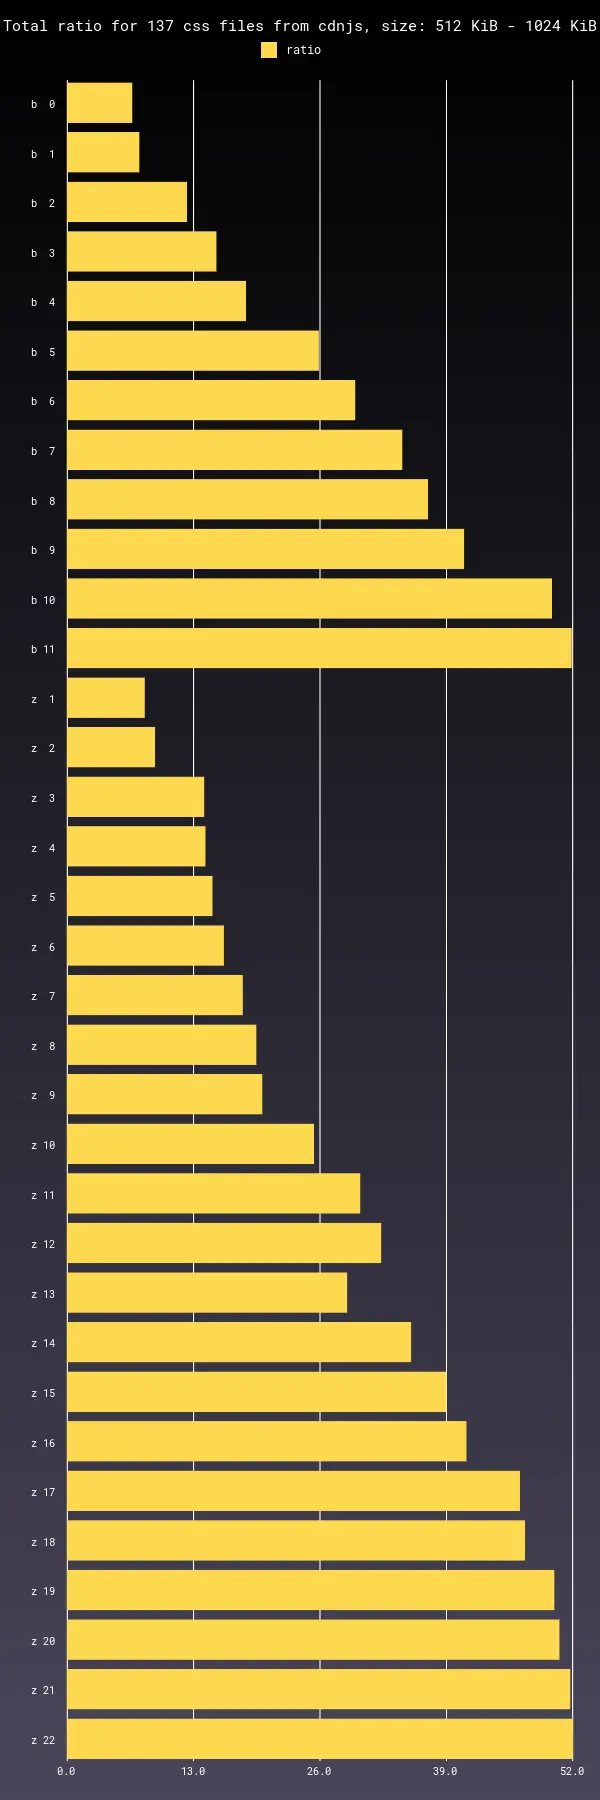 Total ratio for 137 css files from cdnjs, size: 512 KiB - 1024 KiB
ratio
b 0
b 1
b 2
b 3
b 4
b 5
b 6
b 7
b 8
b 9
b 10
b 11
z 1
z 2
z 3
z 4
z 5
z 6
z 7
z 8
z 9
z 10
z 11
z 12
z 13
z 14
z 15
z 16
z 17
z 18
z 19
z 20
z 21
z 22
0.0 13.0 26.0 39.0 52.0